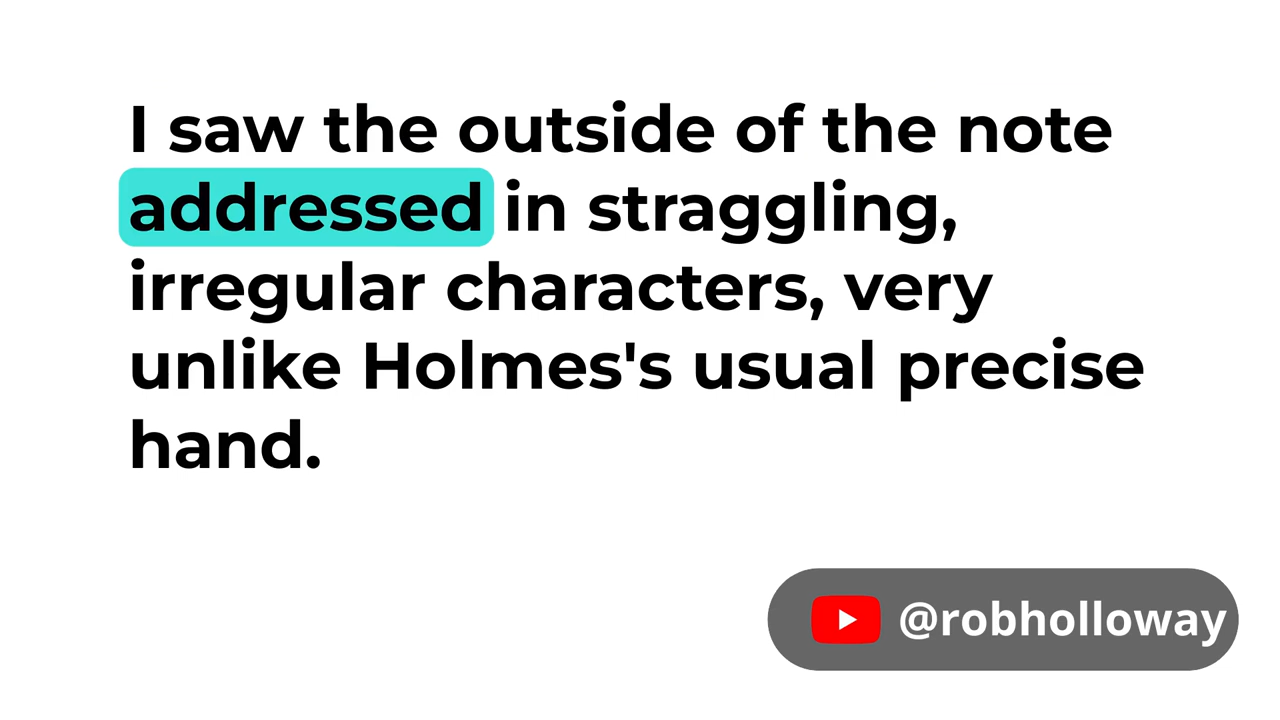 I saw the outside of the note
addressed in straggling,
irregular characters, very
unlike Holmes's usual precise
hand.
@robholloway